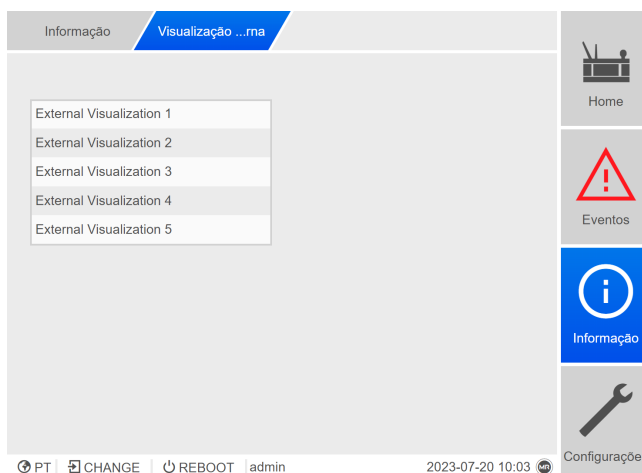 Informação
Visualização ...rna
External Visualization 1
External Visualization 2
External Visualization 3
External Visualization 4
External Visualization 5
Home
Eventos
Informação
Configuraçõe
PT CHANGE REBOOT admin 2023-07-20 10:03 MR